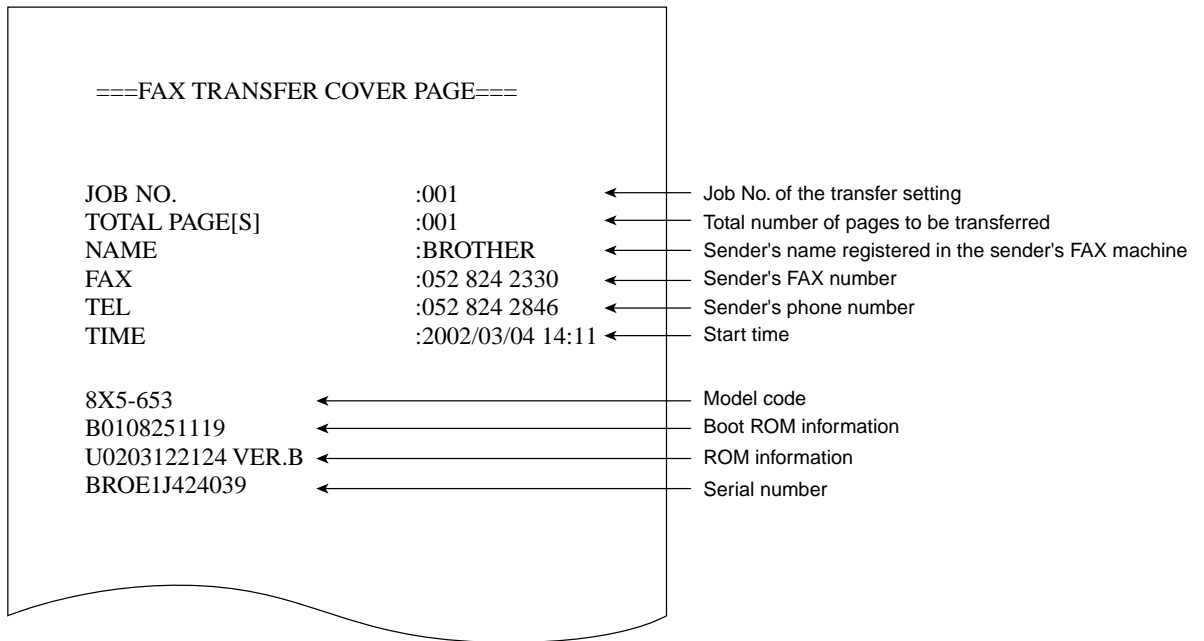 ===FAX TRANSFER COVER PAGE===
JOB NO. :001 Job No. of the transfer setting
TOTAL PAGE[S] :001 Total number of pages to be transferred
NAME :BROTHER Sender's name registered in the sender's FAX machine
FAX :052 824 2330 Sender's FAX number
TEL :052 824 2846 Sender's phone number
TIME :2002/03/04 14:11 Start time
8X5-653 Model code
B0108251119 Boot ROM information
U0203122124 VER.B ROM information
BROE1J424039 Serial number